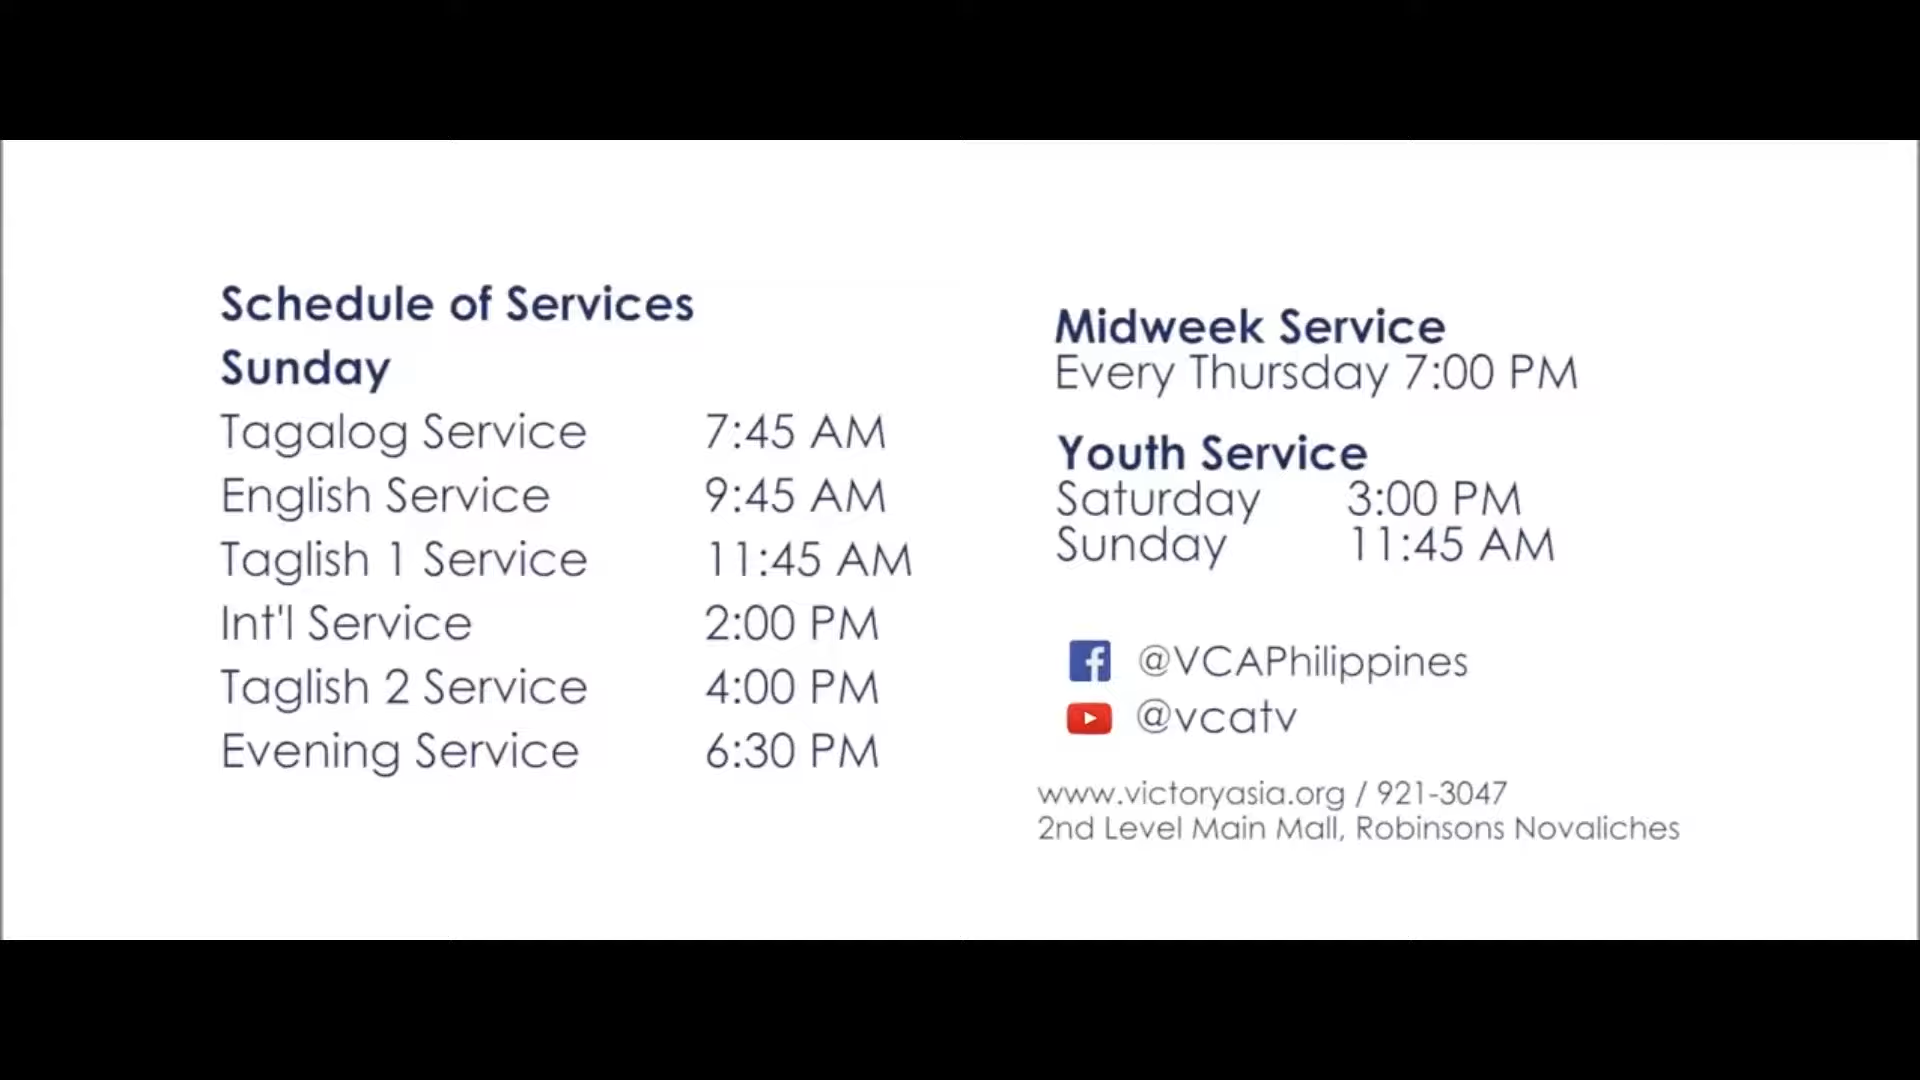 Schedule of Services
Sunday
Tagalog Service 7:45 AM
English Service 9:45 AM
Taglish 1 Service 11:45 AM
Int'l Service 2:00 PM
Taglish 2 Service 4:00 PM
Evening Service 6:30 PM
Midweek Service
Every Thursday 7:00 PM
Youth Service
Saturday 3:00 PM
Sunday 11:45 AM
@VCAPhilippines
@vcatv
www.victoryasia.org / 921-3047
2nd Level Main Mall, Robinsons Novaliches